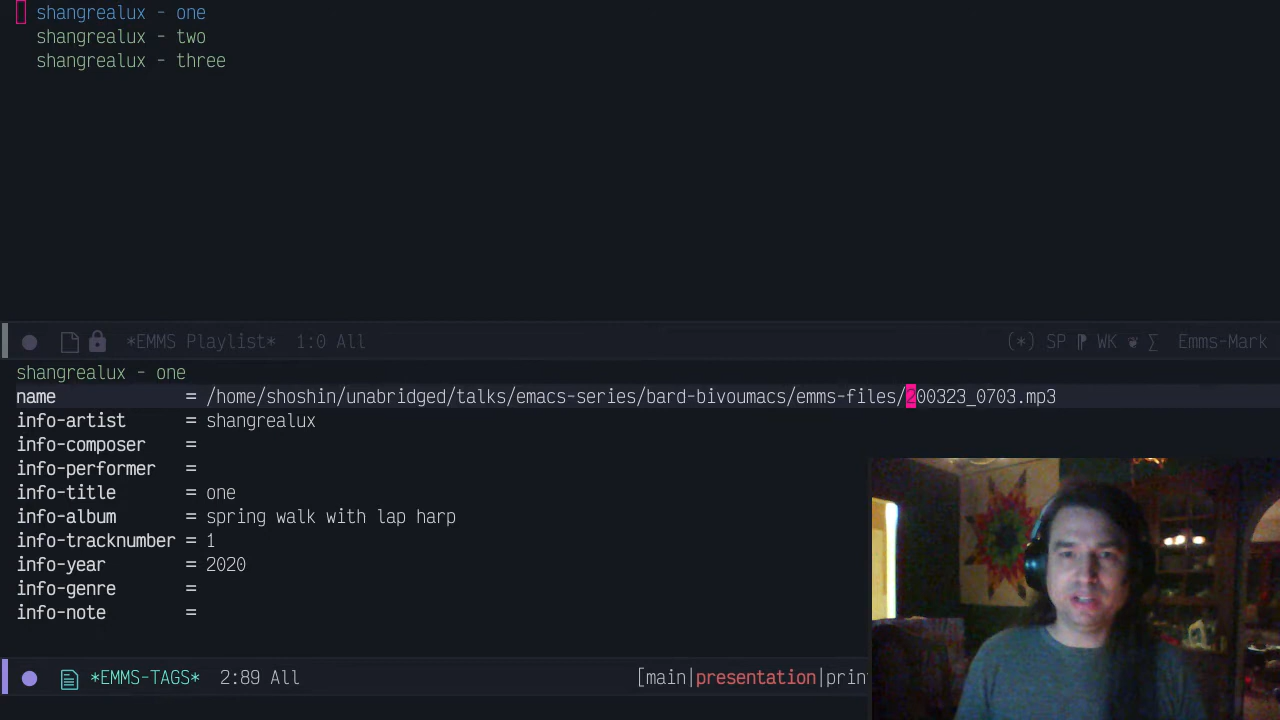 shangrealux - one
shangrealux - two
shangrealux - three
*EMMS Playlist* 1:0 All (*) SP ⁋ WK ❦ ∑ Emms-Mark
shangrealux - one
name = /home/shoshin/unabridged/talks/emacs-series/bard-bivoumacs/emms-files/200323_0703.mp3
info-artist = shangrealux
info-composer =
info-performer =
info-title = one
info-album = spring walk with lap harp
info-tracknumber = 1
info-year = 2020
info-genre =
info-note =
*EMMS-TAGS* 2:89 All [main|presentation|prin